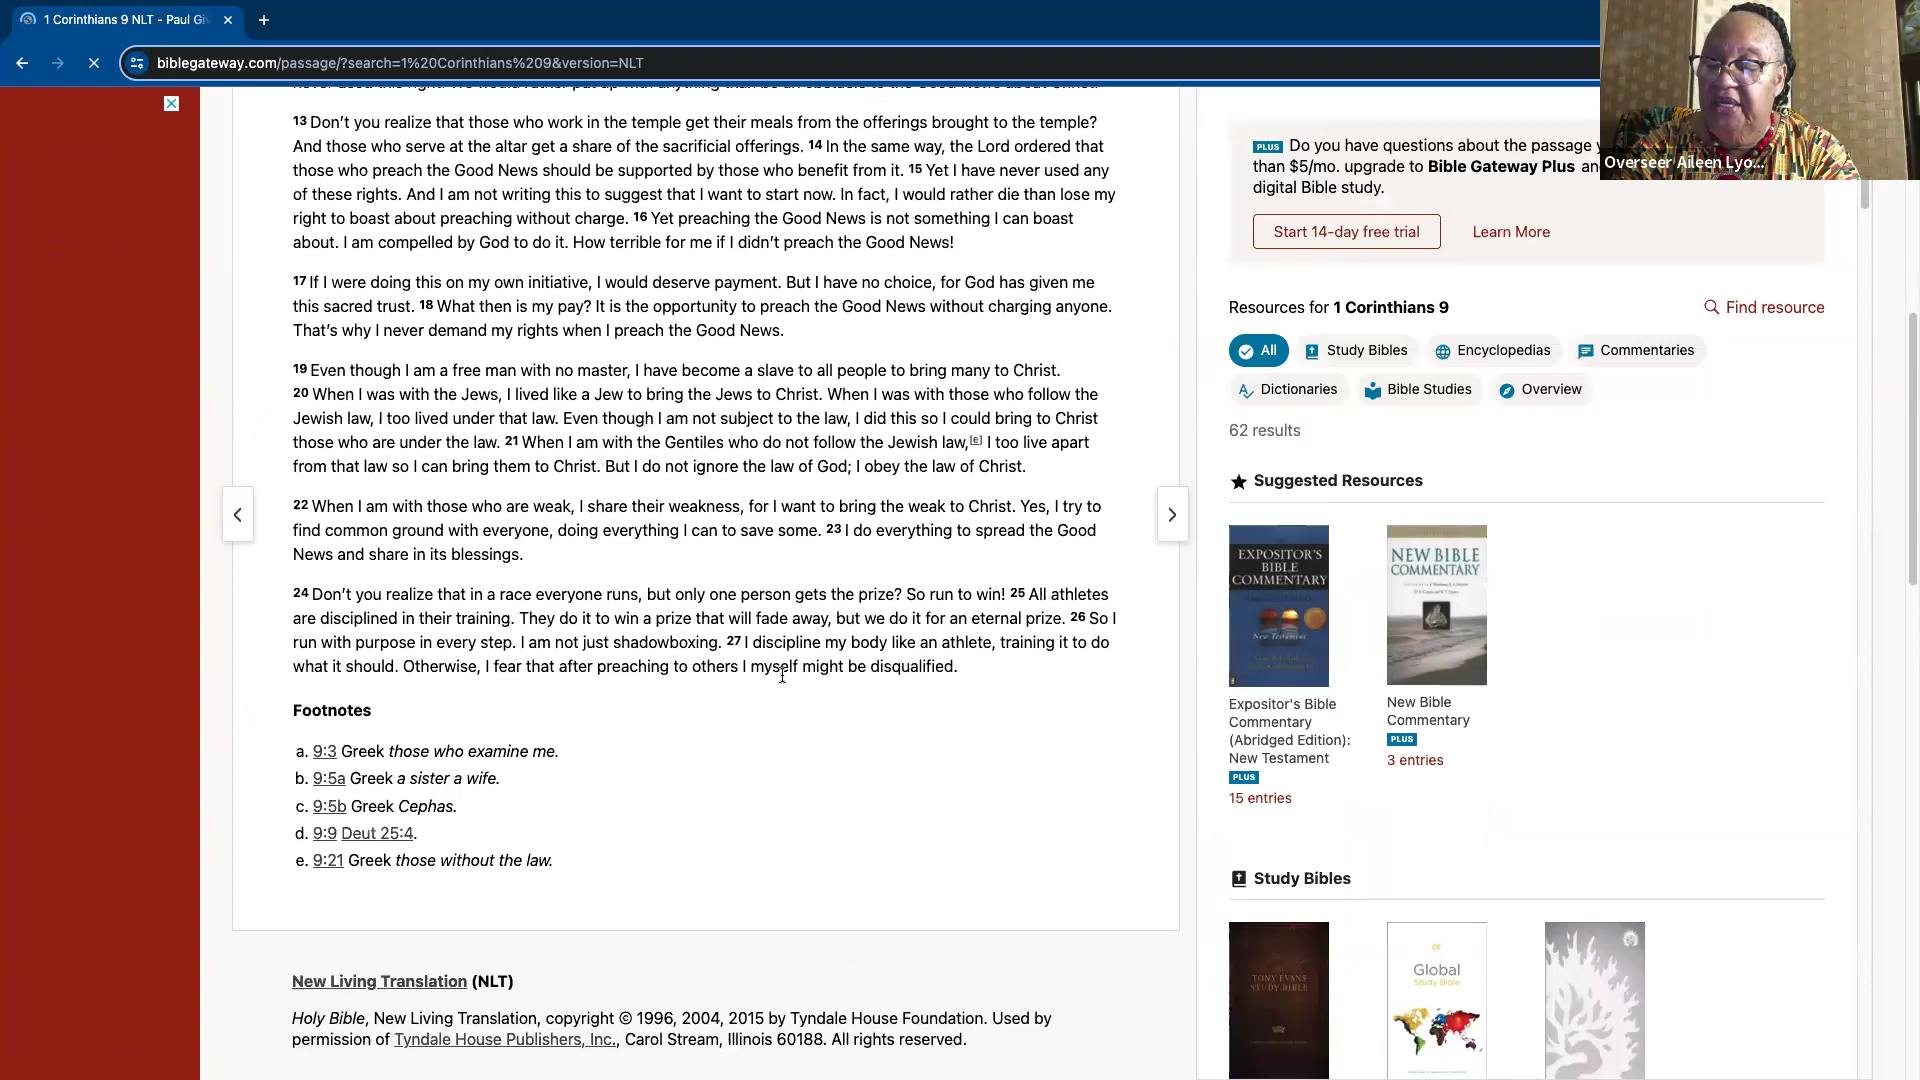 1 Corinthians 9 NLT - Paul Giv
biblegateway.com/passage/?search=1%20Corinthians%209&version=NLT
Overseer Aileen Lyo...
13 Don't you realize that those who work in the temple get their meals from the offerings brought to the temple?
And those who serve at the altar get a share of the sacrificial offerings. 14 In the same way, the Lord ordered that
those who preach the Good News should be supported by those who benefit from it. 15 Yet I have never used any
of these rights. And I am not writing this to suggest that I want to start now. In fact, I would rather die than lose my
right to boast about preaching without charge. 16 Yet preaching the Good News is not something I can boast
about. I am compelled by God to do it. How terrible for me if I didn't preach the Good News!
17 If I were doing this on my own initiative, I would deserve payment. But I have no choice, for God has given me
this sacred trust. 18 What then is my pay? It is the opportunity to preach the Good News without charging anyone.
That's why I never demand my rights when I preach the Good News.
19 Even though I am a free man with no master, I have become a slave to all people to bring many to Christ.
20 When I was with the Jews, I lived like a Jew to bring the Jews to Christ. When I was with those who follow the
Jewish law, I too lived under that law. Even though I am not subject to the law, I did this so I could bring to Christ
those who are under the law. 21 When I am with the Gentiles who do not follow the Jewish law,[e] I too live apart
from that law so I can bring them to Christ. But I do not ignore the law of God; I obey the law of Christ.
22 When I am with those who are weak, I share their weakness, for I want to bring the weak to Christ. Yes, I try to
find common ground with everyone, doing everything I can to save some. 23 I do everything to spread the Good
News and share in its blessings.
24 Don't you realize that in a race everyone runs, but only one person gets the prize? So run to win! 25 All athletes
are disciplined in their training. They do it to win a prize that will fade away, but we do it for an eternal prize. 26 So I
run with purpose in every step. I am not just shadowboxing. 27 I discipline my body like an athlete, training it to do
what it should. Otherwise, I fear that after preaching to others I myself might be disqualified.
Footnotes
a. 9:3 Greek those who examine me.
b. 9:5a Greek a sister a wife.
c. 9:5b Greek Cephas.
d. 9:9 Deut 25:4.
e. 9:21 Greek those without the law.
New Living Translation (NLT)
Holy Bible, New Living Translation, copyright © 1996, 2004, 2015 by Tyndale House Foundation. Used by
permission of Tyndale House Publishers, Inc., Carol Stream, Illinois 60188. All rights reserved.
PLUS Do you have questions about the passage
than $5/mo. upgrade to Bible Gateway Plus
digital Bible study.
Start 14-day free trial Learn More
Resources for 1 Corinthians 9 Find resource
All Study Bibles Encyclopedias Commentaries
Dictionaries Bible Studies Overview
62 results
Suggested Resources
EXPOSITOR'S
BIBLE
COMMENTARY
New Testament
NEW BIBLE
COMMENTARY
Expositor's Bible
Commentary
(Abridged Edition):
New Testament
PLUS
15 entries
New Bible
Commentary
PLUS
3 entries
Study Bibles
TONY EVANS
STUDY BIBLE
Global
Study Bible